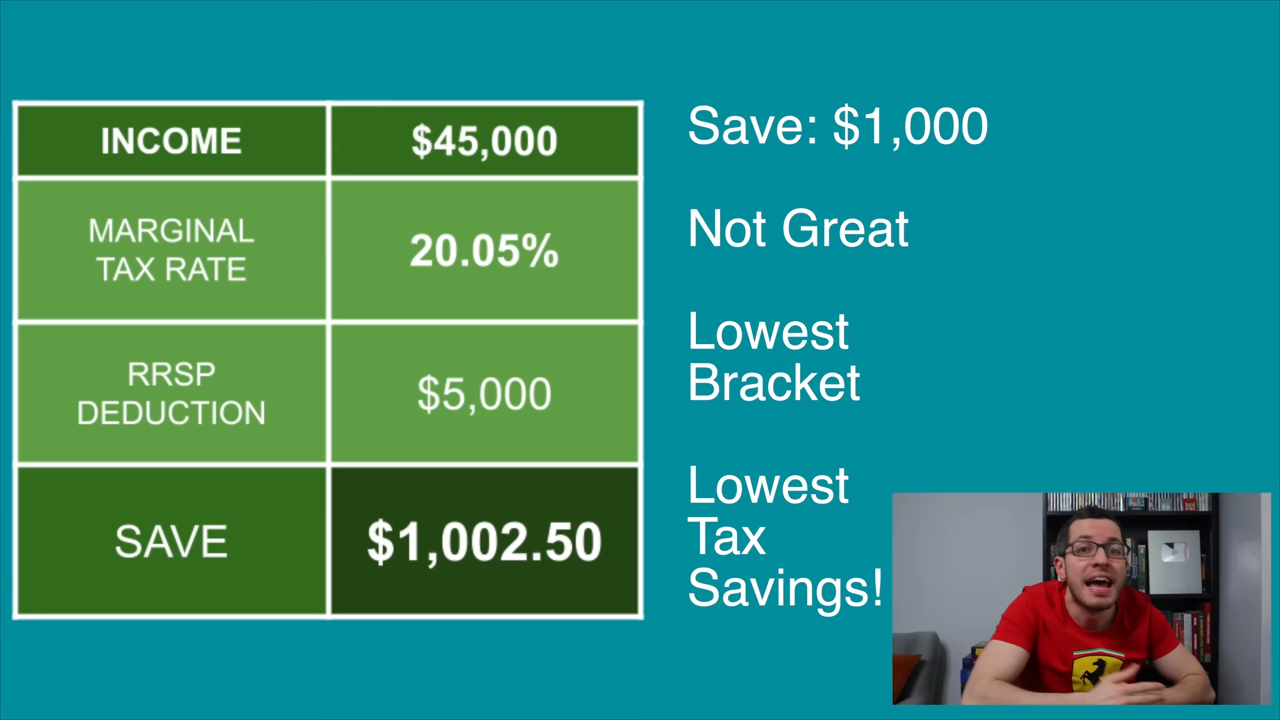 INCOME
$45,000
MARGINAL
TAX RATE
20.05%
RRSP
DEDUCTION
$5,000
SAVE
$1,002.50
Save: $1,000
Not Great
Lowest
Bracket
Lowest
Tax
Savings!